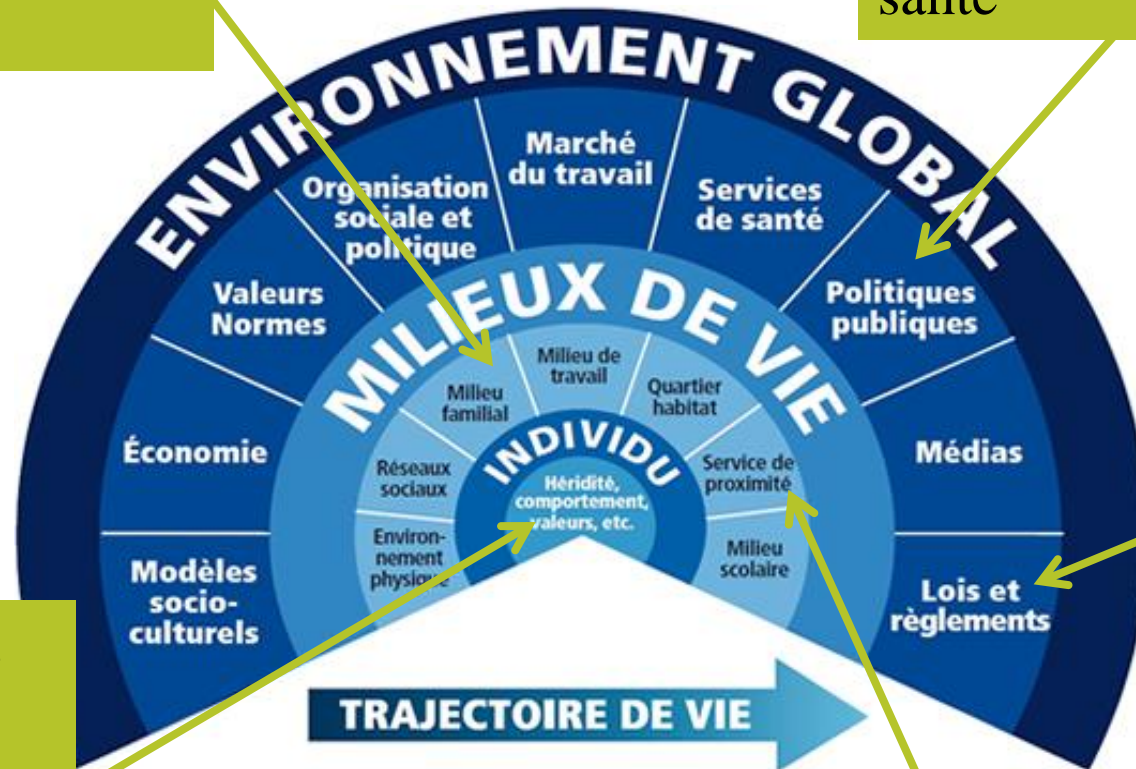 santé
ENVIRONNEMENT GLOBAL
Marché
du travail
Organisation
sociale et
politique
Services
de santé
Valeurs
Normes
Politiques
publiques
Économie
Médias
Modèles
socio-
culturels
Lois et
règlements
MILIEUX DE VIE
Milieu de
travail
Milieu
familial
Quartier
habitat
Réseaux
sociaux
Service de
proximité
Environ-
nement
physique
Milieu
scolaire
INDIVIDU
Héridité,
comportement,
valeurs, etc.
TRAJECTOIRE DE VIE